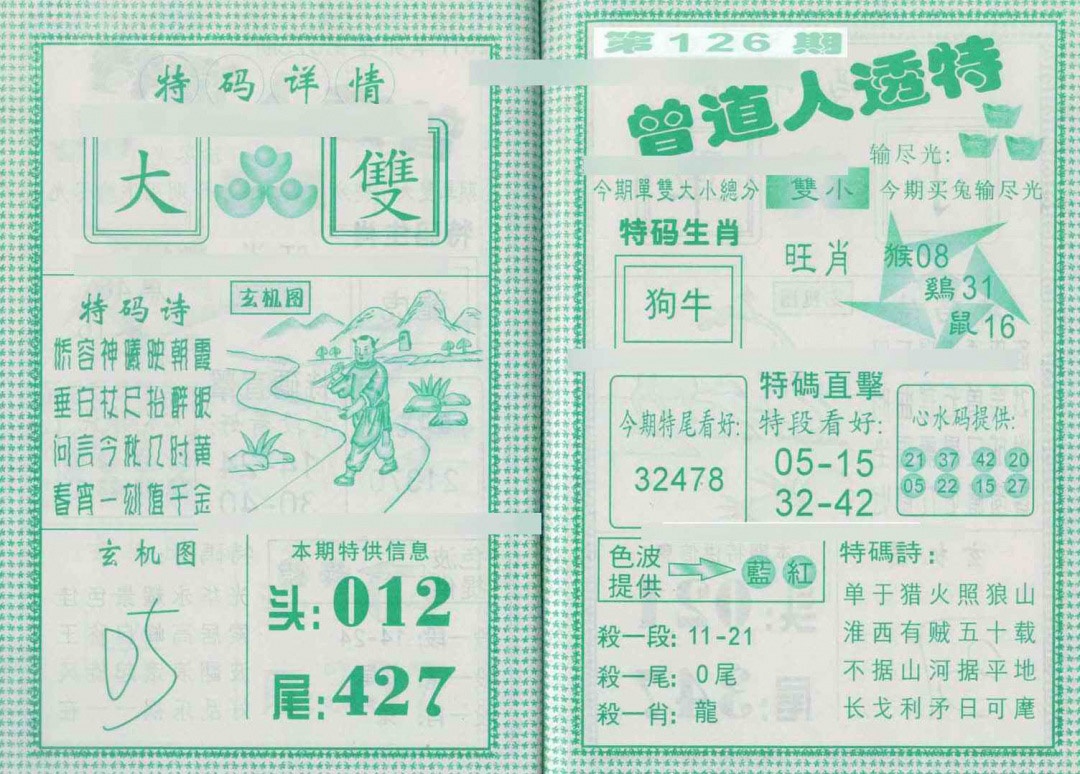 特码详情
大 雙
特码诗
娇容神曦映朝霞
垂白杖尺抬醉眼
问言今秋几时黄
春宵一刻值千金
玄机图
玄机图
本期特供信息
头:012
尾:427
第126期
曾道人透特
输尽光:
今期單雙大小總分 雙小 今期买兔输尽光
特码生肖
狗牛
旺肖
猴08
鷄31
鼠16
今期特尾看好:
32478
特碼直擊
特段看好:
05-15
32-42
心水码提供:
21 37 42 20
05 22 15 27
色波
提供
藍 紅
殺一段: 11-21
殺一尾: 0尾
殺一肖: 龍
特碼詩:
单于猎火照狼山
淮西有贼五十载
不据山河据平地
长戈利矛日可麾